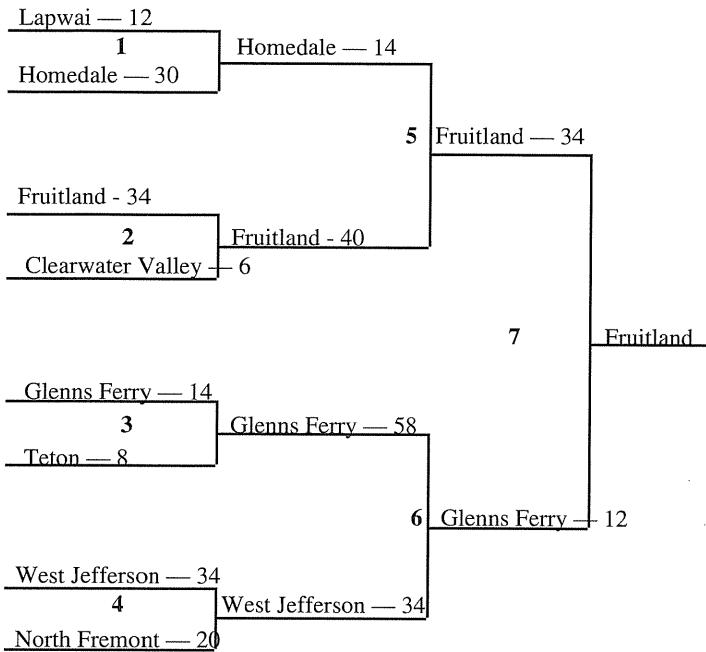 Lapwai — 12
1
Homedale — 14
Homedale — 30
5
Fruitland — 34
Fruitland - 34
2
Fruitland - 40
Clearwater Valley — 6
7
Fruitland
Glenns Ferry — 14
3
Glenns Ferry — 58
Teton — 8
6
Glenns Ferry — 12
West Jefferson — 34
4
West Jefferson — 34
North Fremont — 20